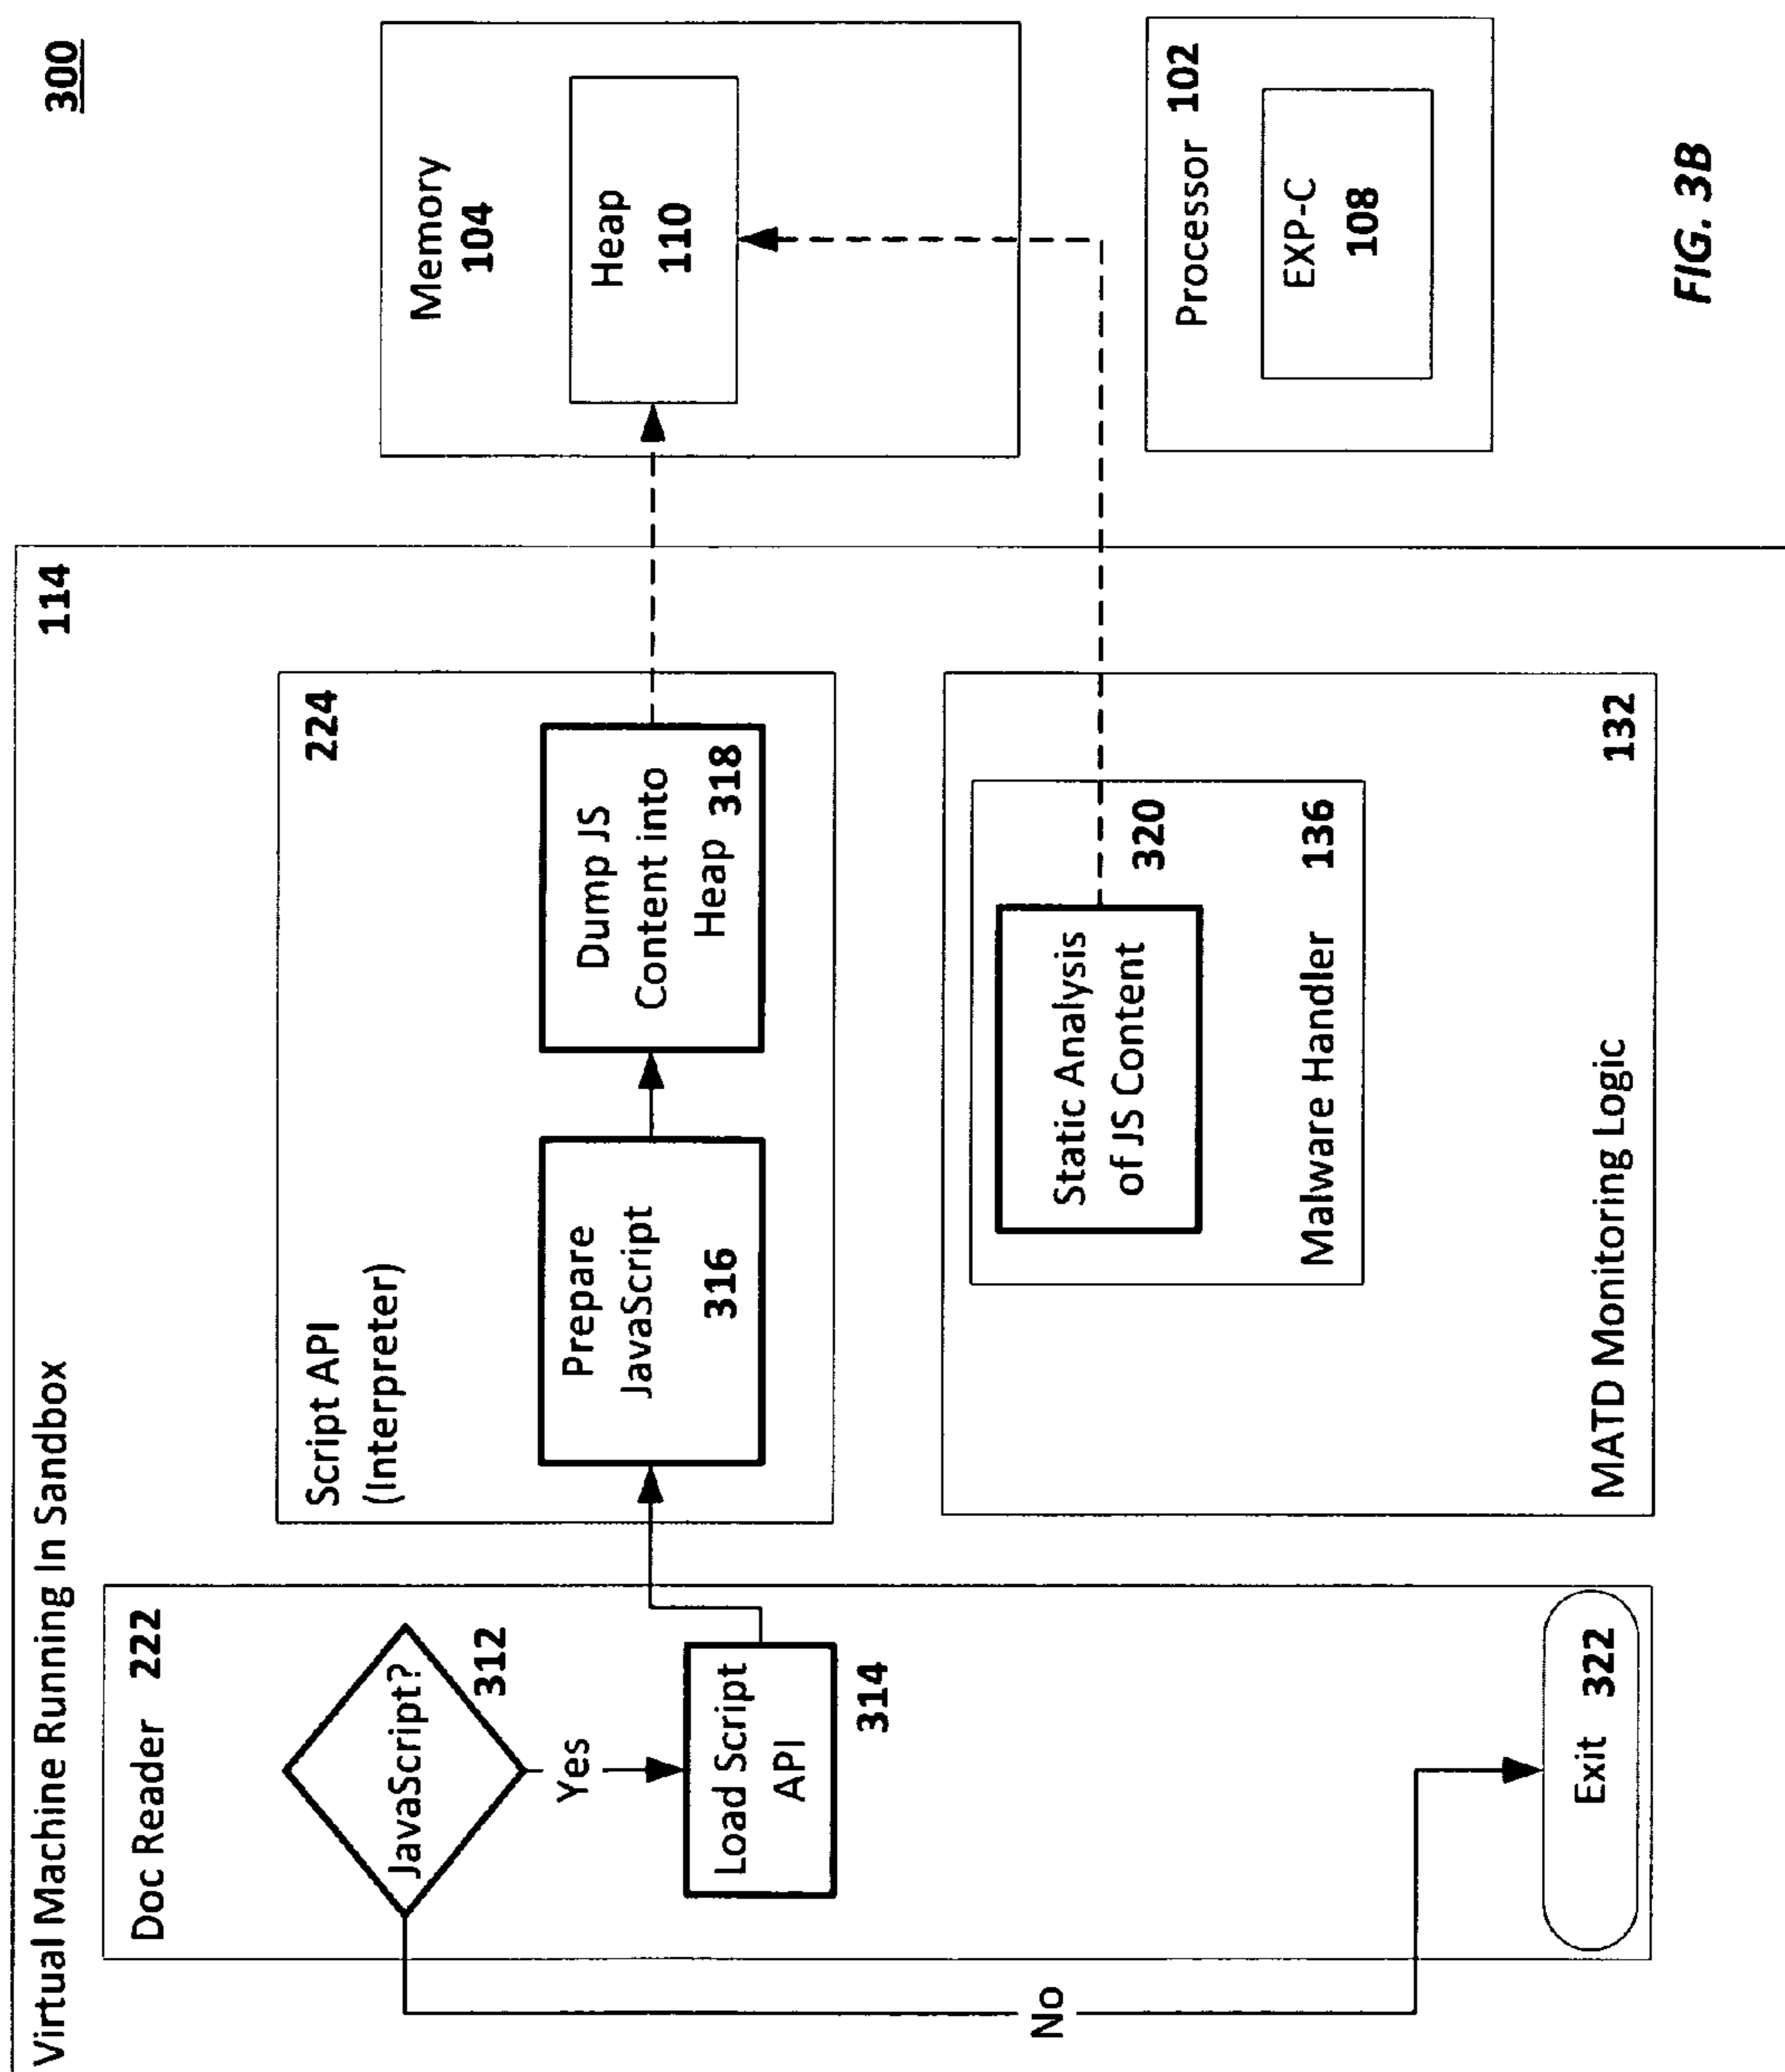 300
Virtual Machine Running In Sandbox 114
Doc Reader 222
JavaScript?
312
Yes
Load Script
API
314
No
Exit 322
Script API 224
(Interpreter)
Prepare
JavaScript
316
Dump JS
Content into
Heap 318
Static Analysis
of JS Content
320
Malware Handler 136
MATD Monitoring Logic 132
Memory
104
Heap
110
Processor 102
EXP-C
108
FIG. 3B